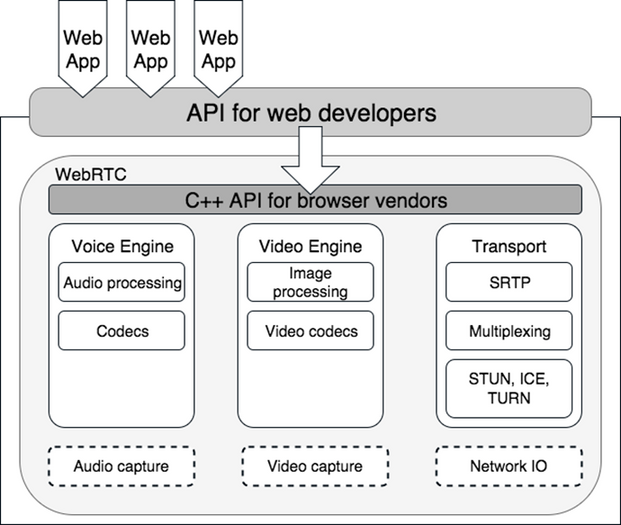 Web
App
Web
App
Web
App
API for web developers
WebRTC
C++ API for browser vendors
Voice Engine
Audio processing
Codecs
Video Engine
Image
processing
Video codecs
Transport
SRTP
Multiplexing
STUN, ICE,
TURN
Audio capture
Video capture
Network IO